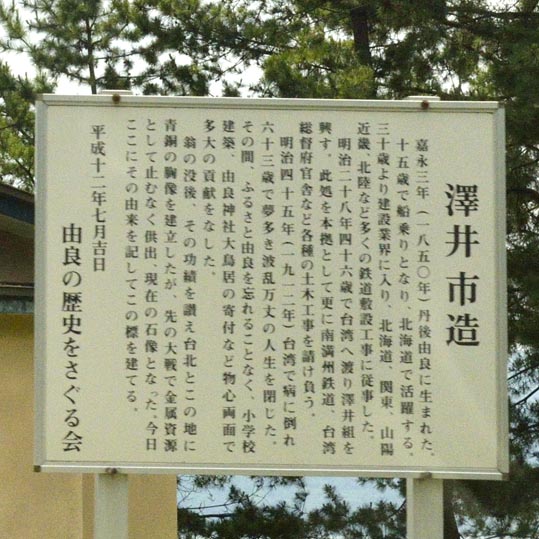 澤井市造
嘉永三年(一八五〇年)丹後由良に生まれた。
十五歳で船乗りとなり、北海道で活躍する。
三十歳より建設業界に入り、北海道、関東、山陽
近畿、北陸など多くの鉄道敷設工事に従事した。
明治二十八年四十六歳で台湾へ渡り澤井組を
興す。此処を本拠として更に南満州鉄道、台湾
総督府官舎など各種の土木工事を請け負う。
明治四十五年(一九一二年)台湾で病に倒れ
六十三歳で夢多き波乱万丈の人生を閉じた。
その間、ふるさと由良を忘れることなく、小学校
建築、由良神社大鳥居の寄付など物心両面で
多大の貢献をなした。
翁の没後、その功績を讃え台北とこの地に
青銅の胸像を建立したが、先の大戦で金属資源
として止むなく供出、現在の石像となった。今日
ここにその由来を記してこの標を建てる。
平成十二年七月吉日
由良の歴史をさぐる会